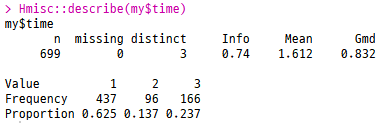 > Hmisc::describe(my$time)
my$time
n missing distinct Info Mean Gmd
699 0 3 0.74 1.612 0.832
Value 1 2 3
Frequency 437 96 166
Proportion 0.625 0.137 0.237